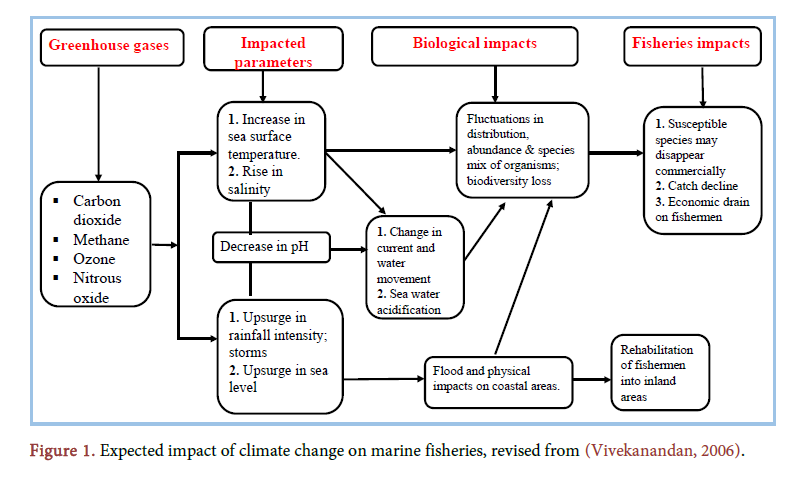 Greenhouse gases
Impacted
parameters
Biological impacts
Fisheries impacts
▪ Carbon
dioxide
▪ Methane
▪ Ozone
▪ Nitrous
oxide
1. Increase in
sea surface
temperature.
2. Rise in
salinity
Decrease in pH
1. Upsurge in
rainfall intensity;
storms
2. Upsurge in sea
level
Fluctuations in
distribution,
abundance & species
mix of organisms;
biodiversity loss
1. Change in
current and
water
movement
2. Sea water
acidification
Flood and physical
impacts on coastal areas.
1. Susceptible
species may
disappear
commercially
2. Catch decline
3. Economic drain
on fishermen
Rehabilitation
of fishermen
into inland
areas
Figure 1. Expected impact of climate change on marine fisheries, revised from (Vivekanandan, 2006).